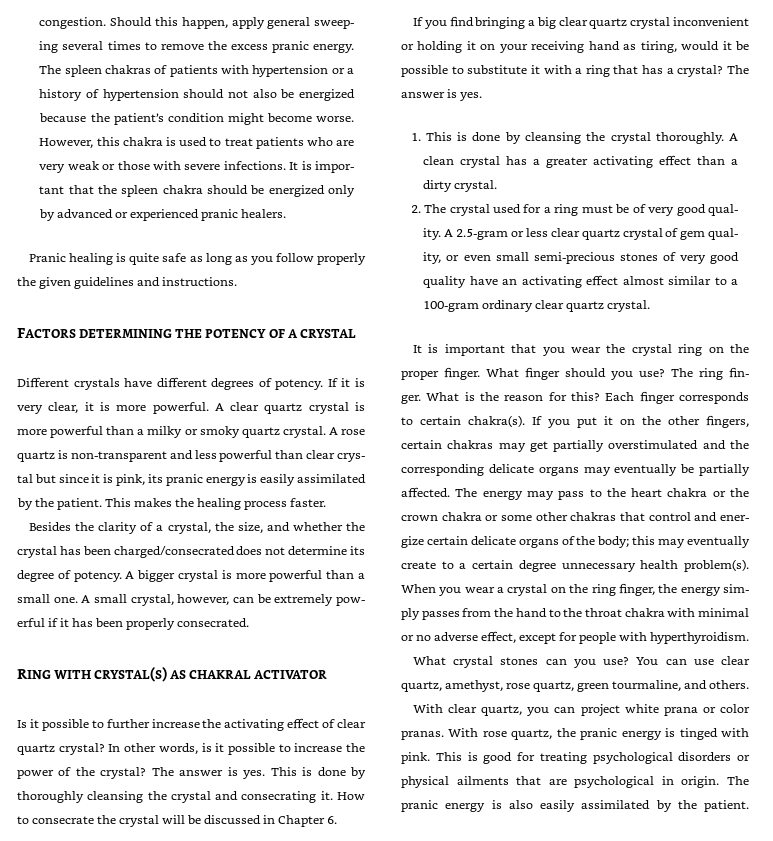 congestion. Should this happen, apply general sweep-
ing several times to remove the excess pranic energy.
The spleen chakras of patients with hypertension or a
history of hypertension should not also be energized
because the patient's condition might become worse.
However, this chakra is used to treat patients who are
very weak or those with severe infections. It is impor-
tant that the spleen chakra should be energized only
by advanced or experienced pranic healers.
Pranic healing is quite safe as long as you follow properly
the given guidelines and instructions.
FACTORS DETERMINING THE POTENCY OF A CRYSTAL
Different crystals have different degrees of potency. If it is
very clear, it is more powerful. A clear quartz crystal is
more powerful than a milky or smoky quartz crystal. A rose
quartz is non-transparent and less powerful than clear crys-
tal but since it is pink, its pranic energy is easily assimilated
by the patient. This makes the healing process faster.
Besides the clarity of a crystal, the size, and whether the
crystal has been charged/consecrated does not determine its
degree of potency. A bigger crystal is more powerful than a
small one. A small crystal, however, can be extremely pow-
erful if it has been properly consecrated.
RING WITH CRYSTAL(S) AS CHAKRAL ACTIVATOR
Is it possible to further increase the activating effect of clear
quartz crystal? In other words, is it possible to increase the
power of the crystal? The answer is yes. This is done by
thoroughly cleansing the crystal and consecrating it. How
to consecrate the crystal will be discussed in Chapter 6.
If you find bringing a big clear quartz crystal inconvenient
or holding it on your receiving hand as tiring, would it be
possible to substitute it with a ring that has a crystal? The
answer is yes.
1. This is done by cleansing the crystal thoroughly. A
clean crystal has a greater activating effect than a
dirty crystal.
2. The crystal used for a ring must be of very good qual-
ity. A 2.5-gram or less clear quartz crystal of gem qual-
ity, or even small semi-precious stones of very good
quality have an activating effect almost similar to a
100-gram ordinary clear quartz crystal.
It is important that you wear the crystal ring on the
proper finger. What finger should you use? The ring fin-
ger. What is the reason for this? Each finger corresponds
to certain chakra(s). If you put it on the other fingers,
certain chakras may get partially overstimulated and the
corresponding delicate organs may eventually be partially
affected. The energy may pass to the heart chakra or the
crown chakra or some other chakras that control and ener-
gize certain delicate organs of the body; this may eventually
create to a certain degree unnecessary health problem(s).
When you wear a crystal on the ring finger, the energy sim-
ply passes from the hand to the throat chakra with minimal
or no adverse effect, except for people with hyperthyroidism.
What crystal stones can you use? You can use clear
quartz, amethyst, rose quartz, green tourmaline, and others.
With clear quartz, you can project white prana or color
pranas. With rose quartz, the pranic energy is tinged with
pink. This is good for treating psychological disorders or
physical ailments that are psychological in origin. The
pranic energy is also easily assimilated by the patient.